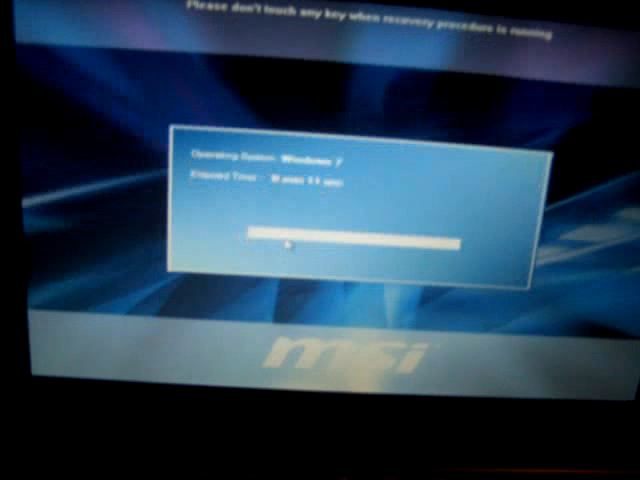 Please don't touch any key when recovery procedure is running
Operating System: Windows 7
Elapsed Time:
msi